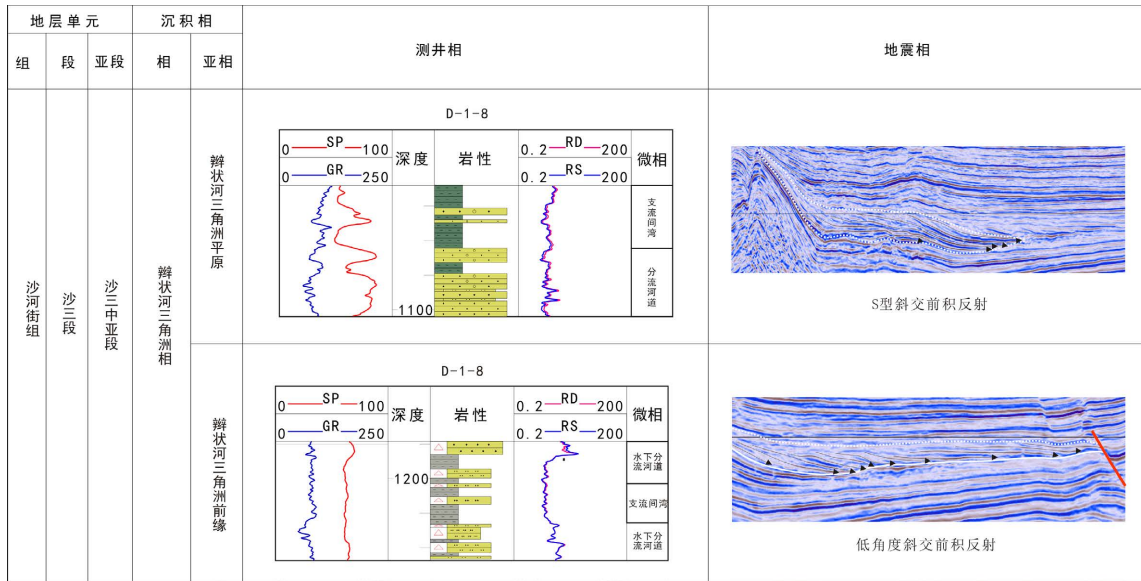 地层单元 沉积相 测井相 地震相
组 段 亚段 相 亚相
沙河街组
沙三段
沙三中亚段
辫状河三角洲相
辫状河三角洲平原
D-1-8
0 SP 100 深度 岩性 0.2 RD 200 微相
0 GR 250 0.2 RS 200
支流间湾
分流河道
1100
S型斜交前积反射
辫状河三角洲前缘
D-1-8
0 SP 100 深度 岩性 0.2 RD 200 微相
0 GR 250 0.2 RS 200
水下分
流河道
1200
支流间湾
水下分
流河道
低角度斜交前积反射